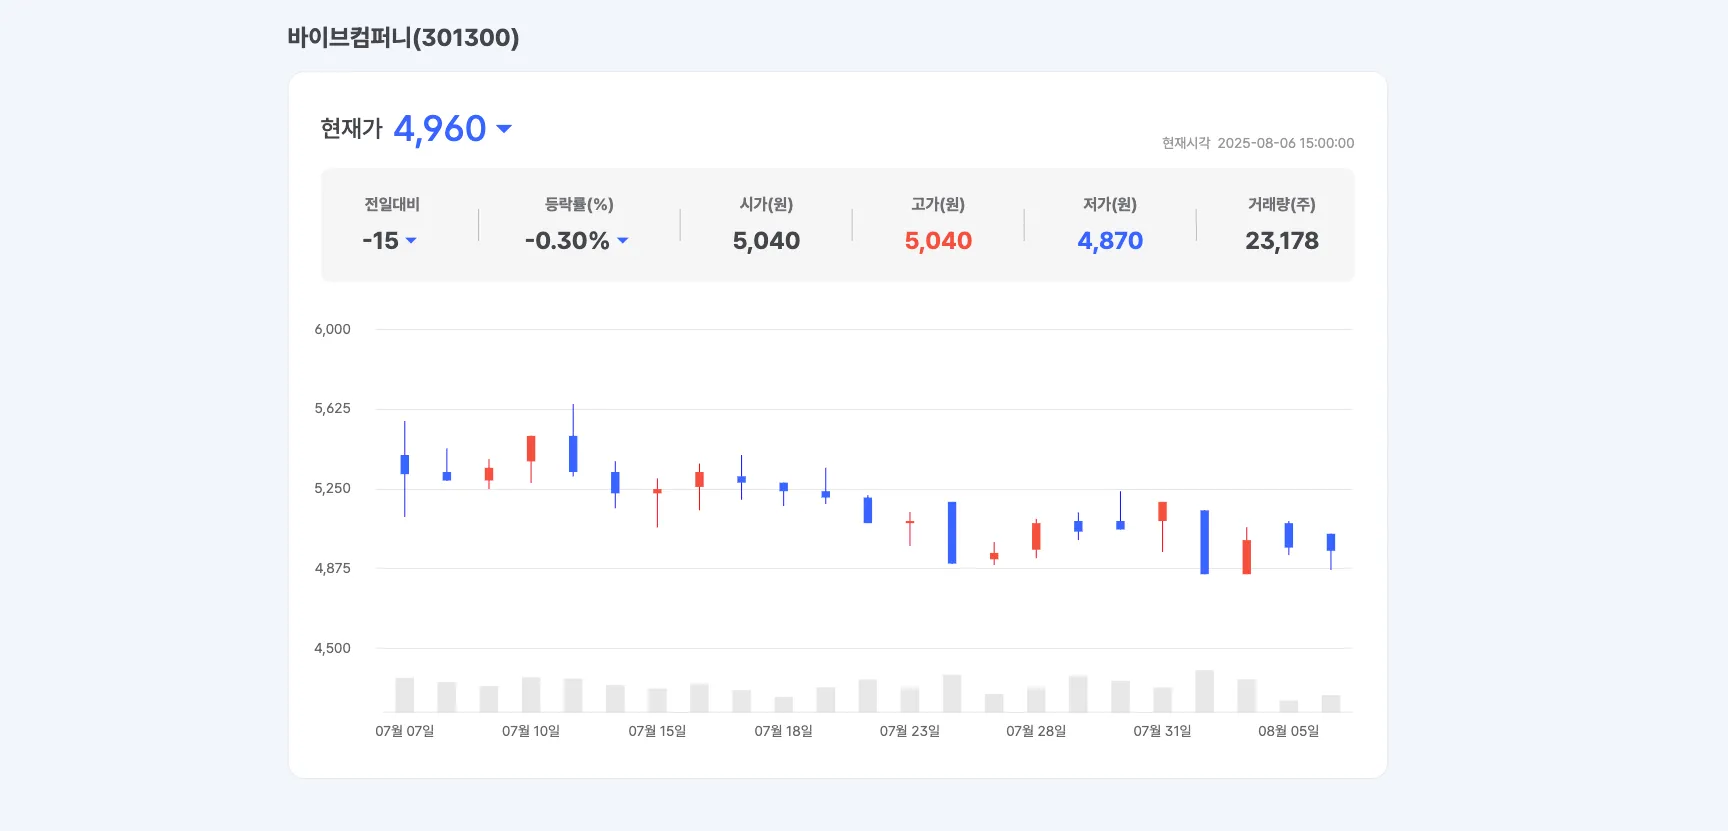 바이브컴퍼니(301300)
현재가 4,960
현재시각 2025-08-06 15:00:00
전일대비 등락률(%) 시가(원) 고가(원) 저가(원) 거래량(주)
-15 -0.30% 5,040 5,040 4,870 23,178
6,000
5,625
5,250
4,875
4,500
07월 07일 07월 10일 07월 15일 07월 18일 07월 23일 07월 28일 07월 31일 08월 05일